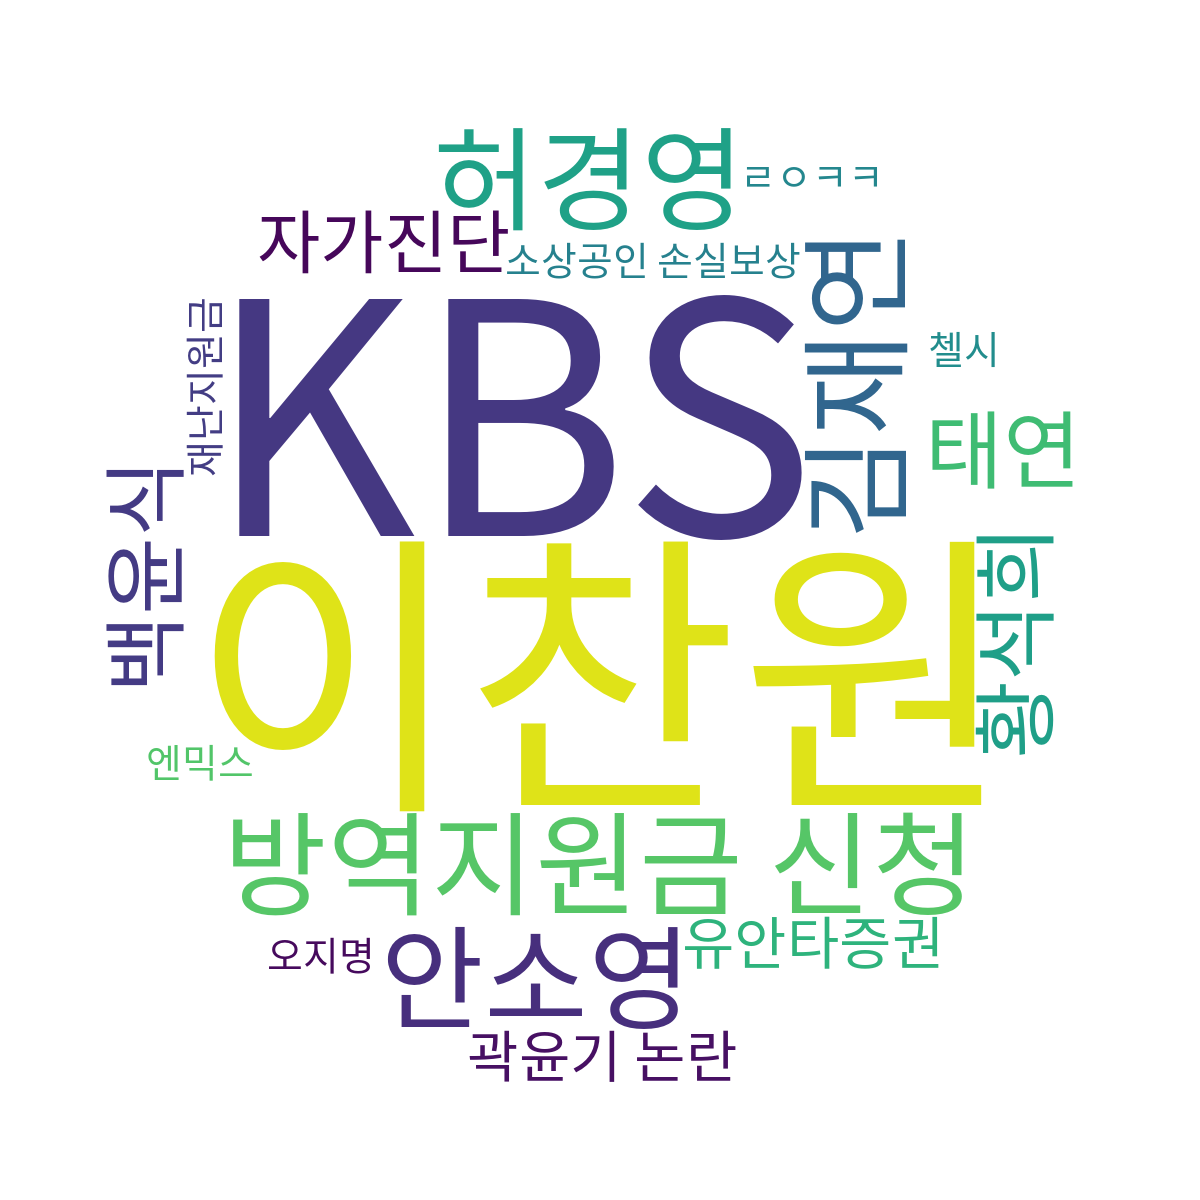 허경영
ㄹㅇㅋㅋ
자가진단
소상공인 손실보상
KBS
김재연
재난지원금
첼시
태연
백윤식
이찬원
황석희
엔믹스
방역지원금 신청
유안타증권
안소영
오지명
곽윤기 논란